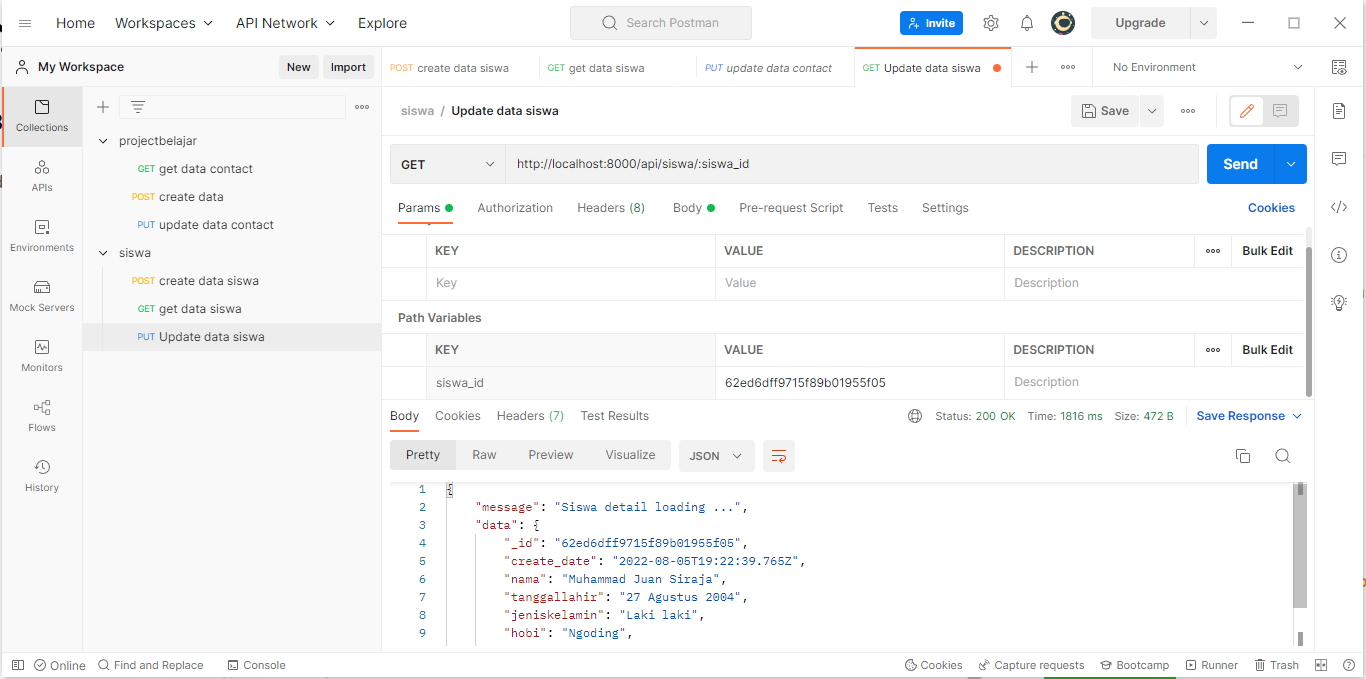 Home Workspaces API Network Explore Search Postman Invite Upgrade
My Workspace New Import POST create data siswa GET get data siswa PUT update data contact GET Update data siswa No Environment
siswa / Update data siswa Save
Collections
projectbelajar
GET get data contact
GET http://localhost:8000/api/siswa/:siswa_id Send
APIs
POST create data
Params Authorization Headers (8) Body Pre-request Script Tests Settings Cookies
PUT update data contact
Environments
siswa
KEY VALUE DESCRIPTION Bulk Edit
POST create data siswa
Key Value Description
Mock Servers
GET get data siswa
Path Variables
PUT Update data siswa
KEY VALUE DESCRIPTION Bulk Edit
Monitors
siswa_id 62ed6dff9715f89b01955f05 Description
Body Cookies Headers (7) Test Results Status: 200 OK Time: 1816 ms Size: 472 B Save Response
Flows
Pretty Raw Preview Visualize JSON
History
1 {
2 "message": "Siswa detail loading ...",
3 "data": {
4 "_id": "62ed6dff9715f89b01955f05",
5 "create_date": "2022-08-05T19:22:39.765Z",
6 "nama": "Muhammad Juan Siraja",
7 "tanggallahir": "27 Agustus 2004",
8 "jeniskelamin": "Laki laki",
9 "hobi": "Ngoding",
Online Find and Replace Console Cookies Capture requests Bootcamp Runner Trash